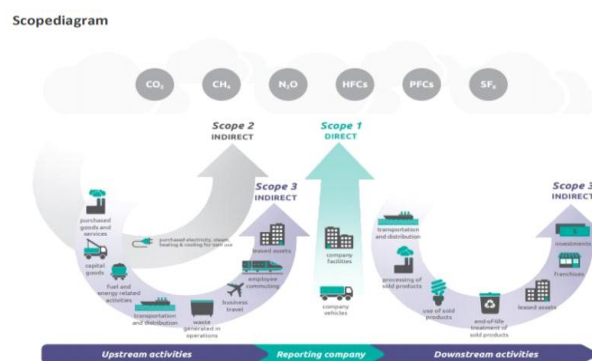 Scopediagram
CO₂
CH₄
N₂O
HFCs
PFCs
SF₆
Scope 2
INDIRECT
Scope 1
DIRECT
Scope 3
INDIRECT
Scope 3
INDIRECT
purchased
goods and
services
capital
goods
fuel and
energy related
activities
transportation
and distribution
waste
generated in
operations
business
travel
employee
commuting
leased assets
purchased electricity, steam,
heating & cooling for own use
company
facilities
company
vehicles
transportation
and distribution
processing of
sold products
use of sold
products
end-of-life
treatment of
sold products
leased assets
franchises
investments
Upstream activities
Reporting company
Downstream activities